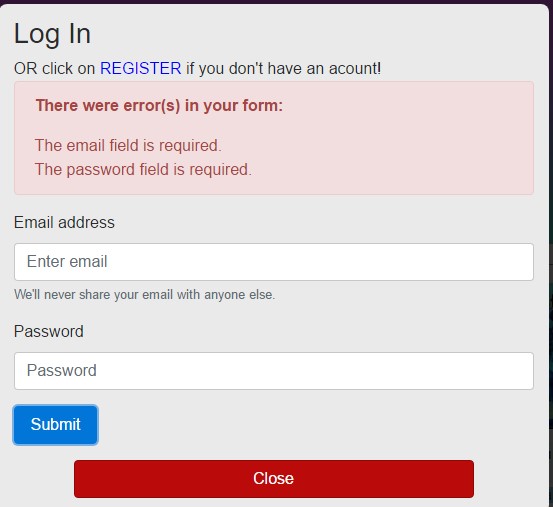 Log In
OR click on REGISTER if you don't have an acount!
There were error(s) in your form:
The email field is required.
The password field is required.
Email address
Enter email
We'll never share your email with anyone else.
Password
Password
Submit
Close